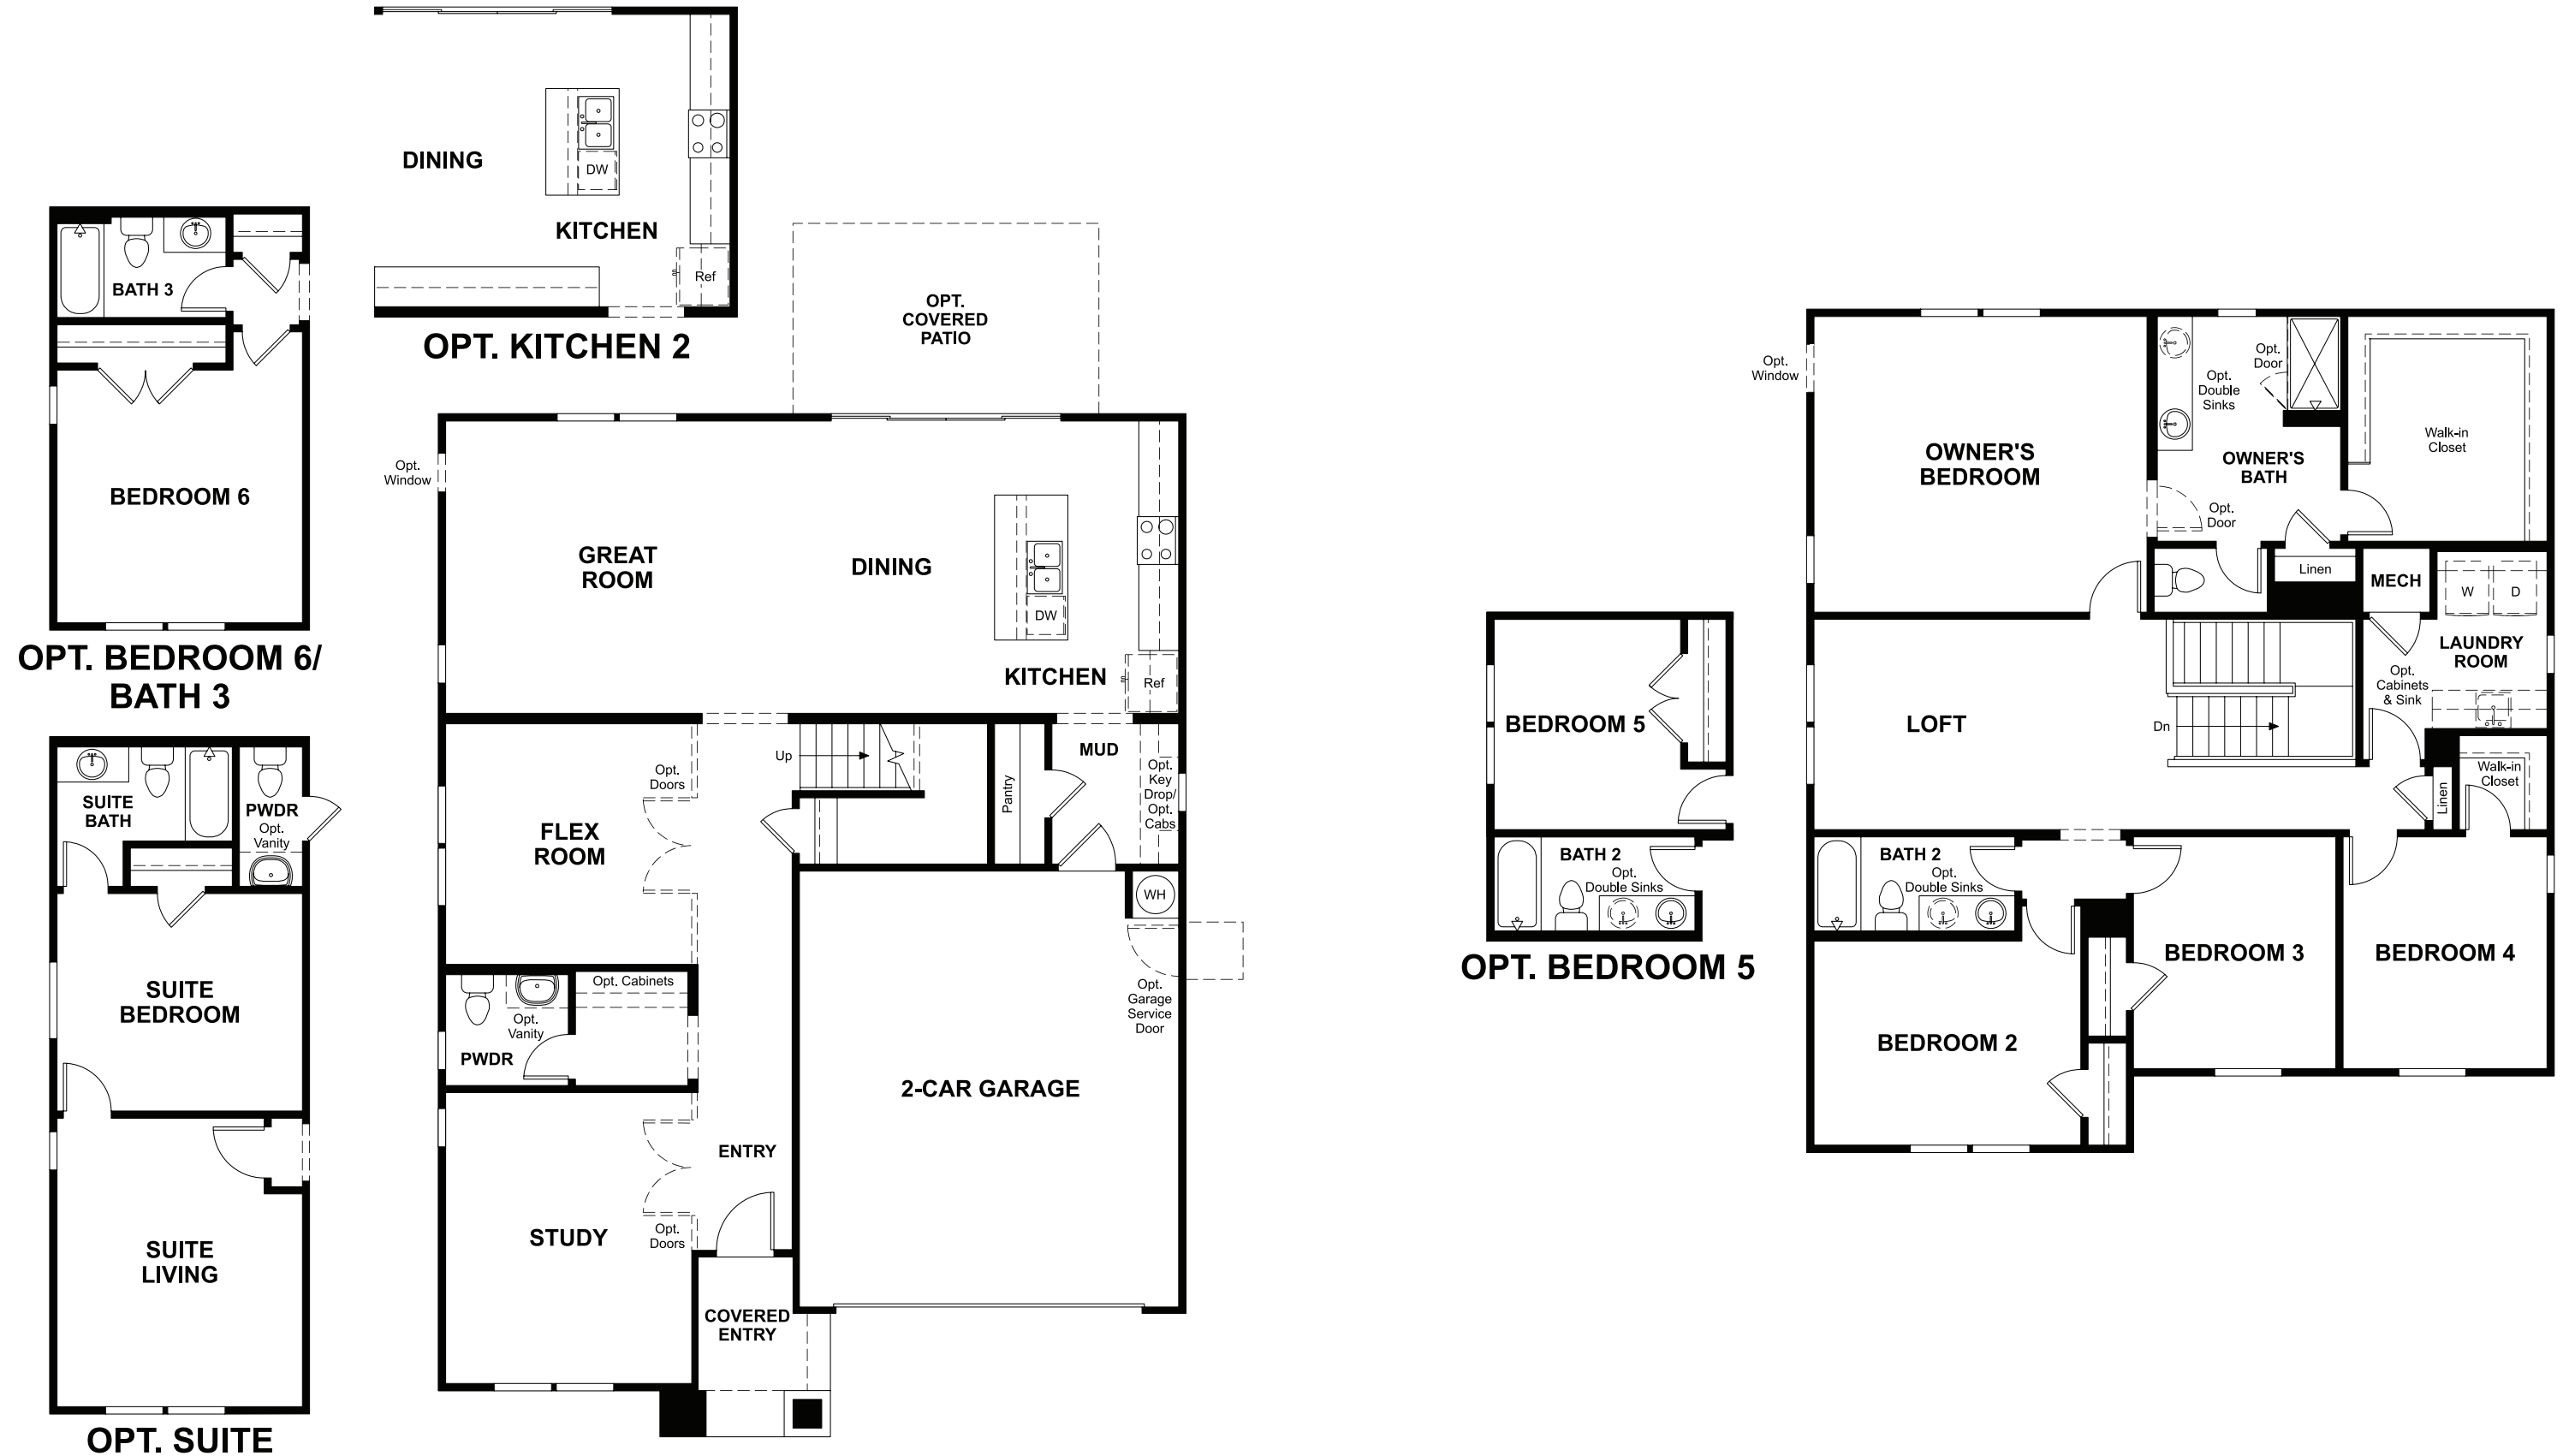 DINING
DW
KITCHEN
Ref
OPT. KITCHEN 2
BATH 3
BEDROOM 6
OPT. BEDROOM 6/
BATH 3
SUITE
BATH
PWDR
Opt.
Vanity
SUITE
BEDROOM
SUITE
LIVING
OPT. SUITE
OPT.
COVERED
PATIO
Opt.
Window
GREAT
ROOM
DINING
DW
KITCHEN
Ref
Opt.
Doors
Up
Pantry
MUD
Opt.
Key
Drop/
Opt.
Cabs
FLEX
ROOM
WH
Opt.
Garage
Service
Door
Opt. Cabinets
Opt.
Vanity
PWDR
2-CAR GARAGE
ENTRY
STUDY
Opt.
Doors
COVERED
ENTRY
BEDROOM 5
BATH 2
Opt.
Double Sinks
OPT. BEDROOM 5
Opt.
Window
OWNER'S
BEDROOM
Opt.
Double
Sinks
Opt.
Door
OWNER'S
BATH
Opt.
Door
Walk-in
Closet
Linen
MECH
W
D
LAUNDRY
ROOM
Opt.
Cabinets
& Sink
LOFT
Dn
Walk-in
Closet
Linen
BATH 2
Opt.
Double Sinks
BEDROOM 3
BEDROOM 4
BEDROOM 2